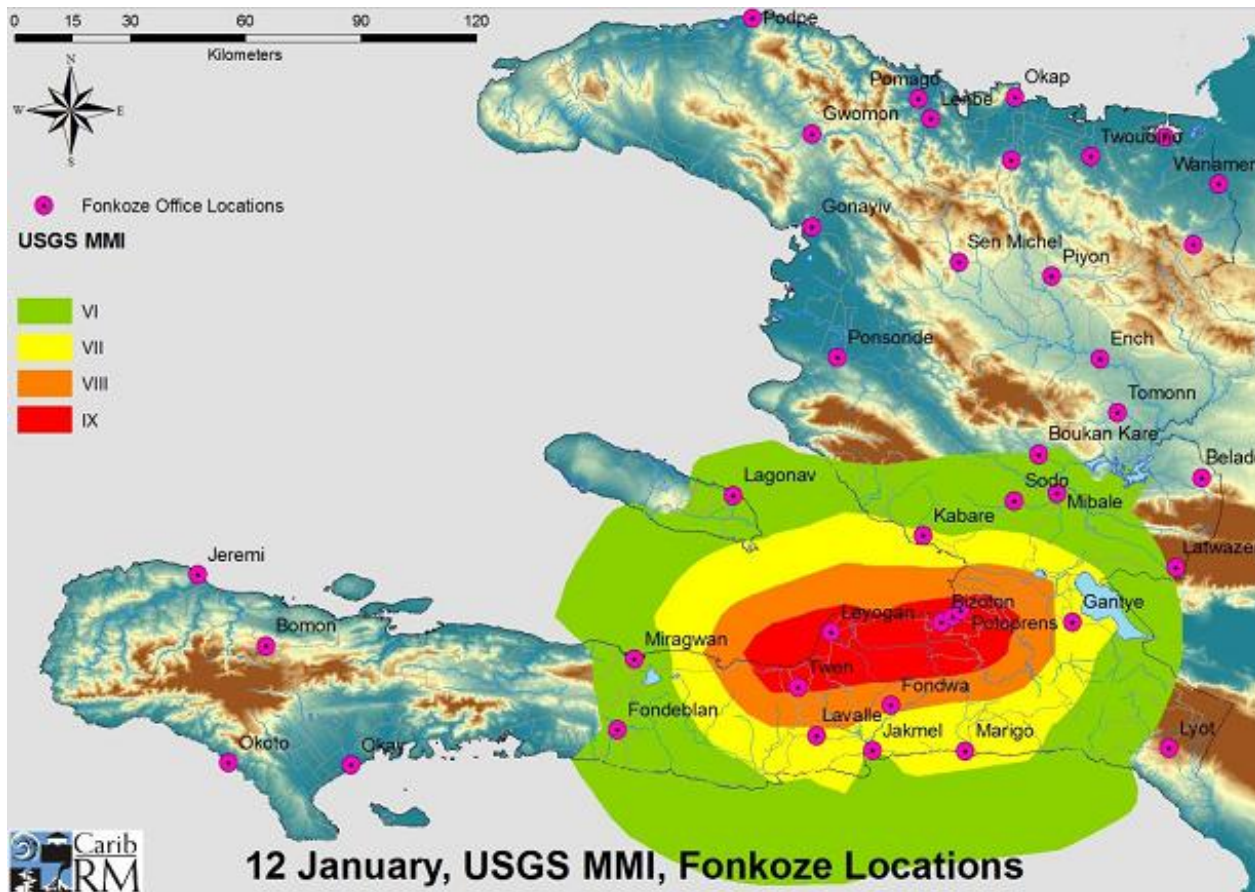 0 15 30 60 90 120
Kilometers
N
W E
S
Fonkoze Office Locations
USGS MMI
VI
VII
VIII
IX
Podpe
Pomago
Okap
Lenbe
Gwomon
Twoudino
Wanamen
Gonayiv
Sen Michel
Piyon
Ponsonde
Ench
Tomonn
Boukan Kare
Belade
Lagonav
Sodo
Mibale
Kabare
Latwazel
Jeremi
Bizoton
Gantye
Leyogan
Potoprens
Bomon
Miragwan
Twen
Fondwa
Fondeblan
Lavalle
Jakmel
Marigo
Lyot
Okoto
Okay
Carib
RM
12 January, USGS MMI, Fonkoze Locations